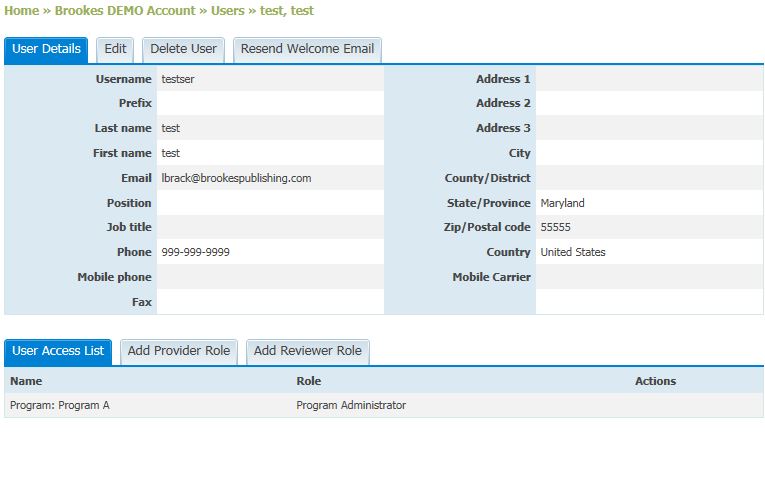 Home » Brookes DEMO Account » Users » test, test
User Details Edit Delete User Resend Welcome Email
Username testser Address 1
Prefix Address 2
Last name test Address 3
First name test City
Email lbrack@brookespublishing.com County/District
Position State/Province Maryland
Job title Zip/Postal code 55555
Phone 999-999-9999 Country United States
Mobile phone Mobile Carrier
Fax
User Access List Add Provider Role Add Reviewer Role
Name Role Actions
Program: Program A Program Administrator